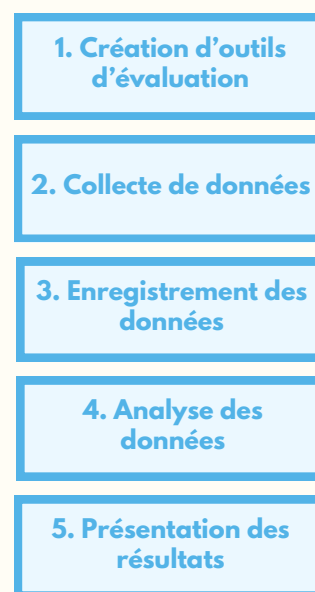 1. Création d’outils
d’évaluation
2. Collecte de données
3. Enregistrement des
données
4. Analyse des
données
5. Présentation des
résultats